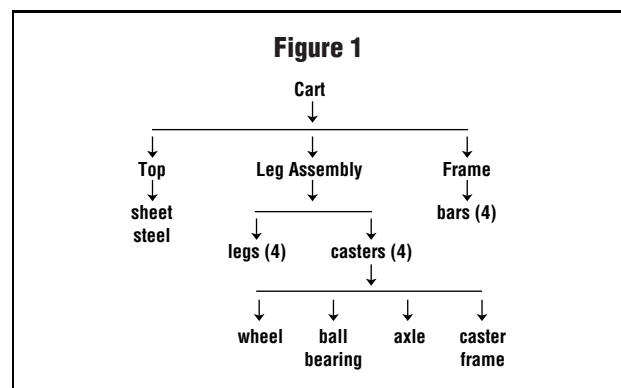 Figure 1
Cart
Top Leg Assembly Frame
sheet
steel
bars (4)
legs (4) casters (4)
wheel
ball
bearing
axle
caster
frame